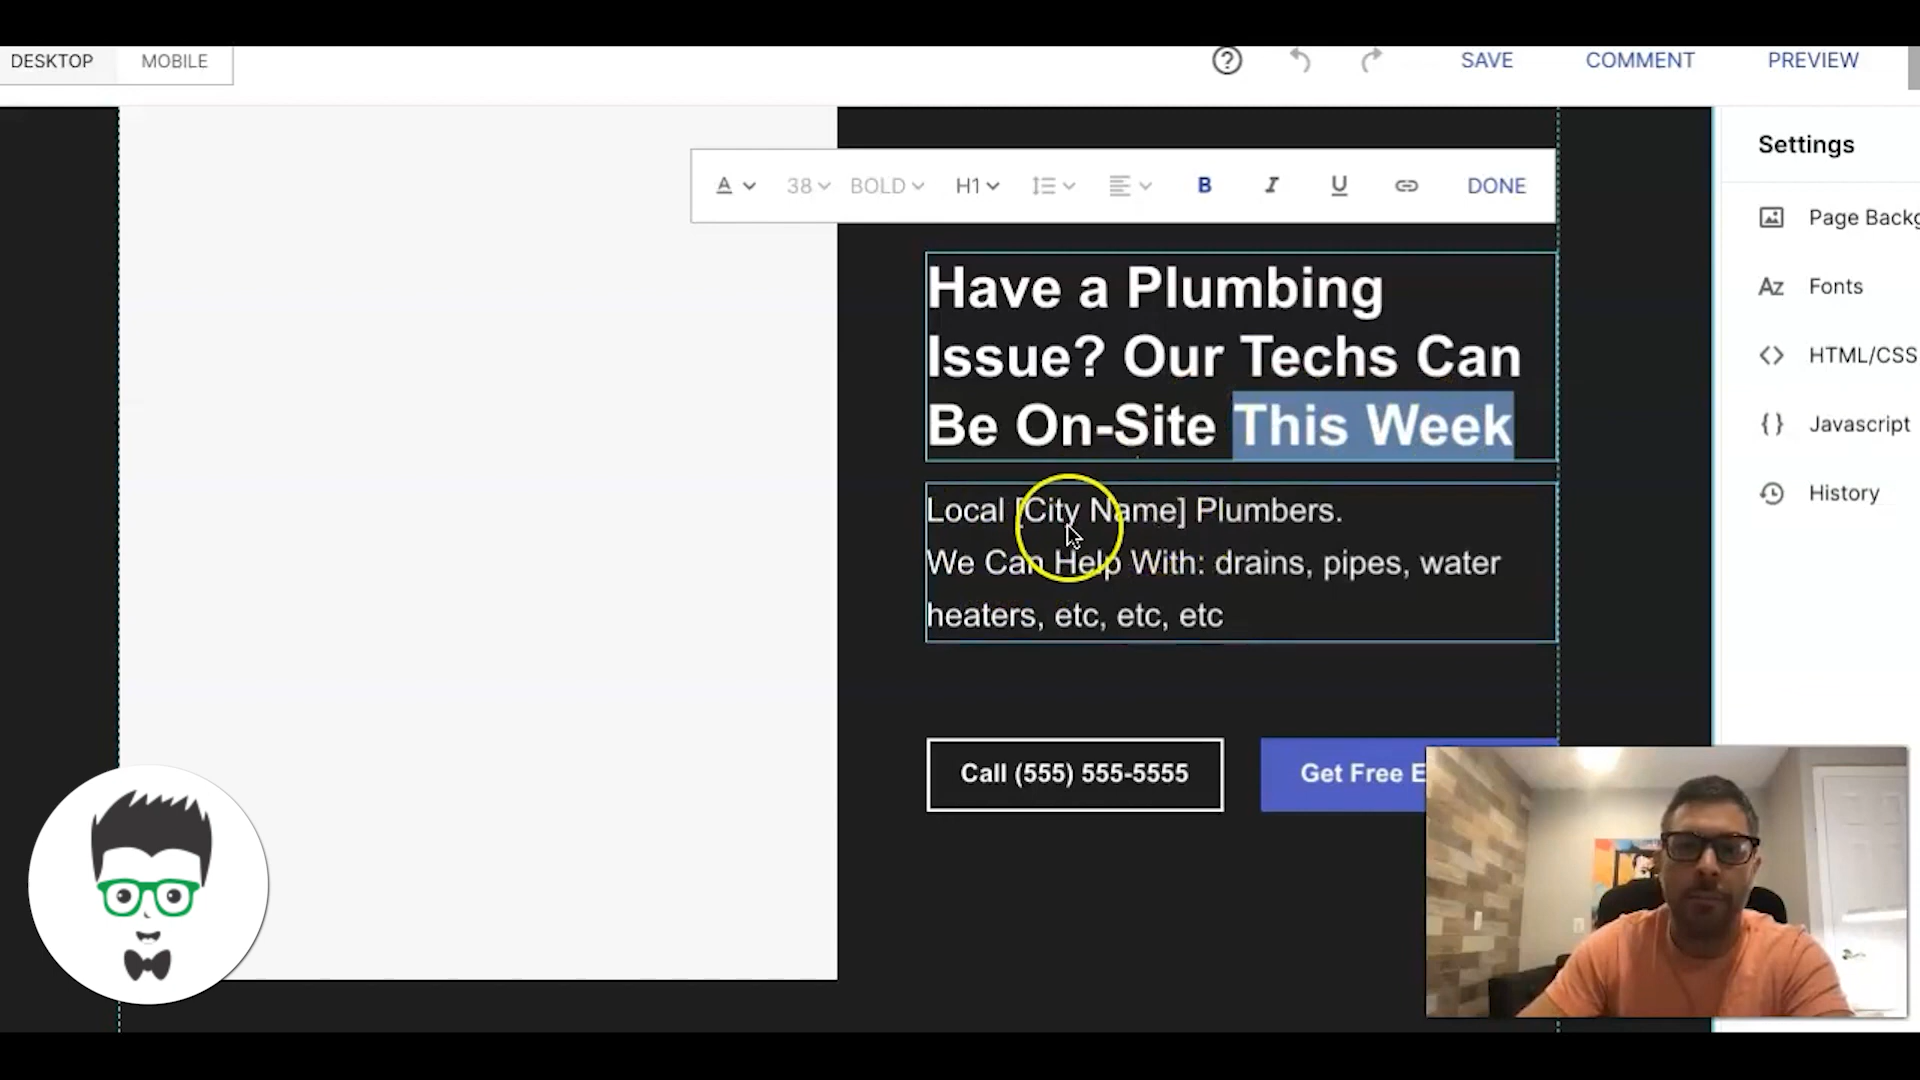 DESKTOP
MOBILE
SAVE
COMMENT
PREVIEW
Settings
A
38
BOLD
H1
B
I
U
DONE
Page Backg
Az Fonts
<> HTML/CSS
{ } Javascript
History
Have a Plumbing
Issue? Our Techs Can
Be On-Site This Week
Local [City Name] Plumbers.
We Can Help With: drains, pipes, water
heaters, etc, etc, etc
Call (555) 555-5555
Get Free E